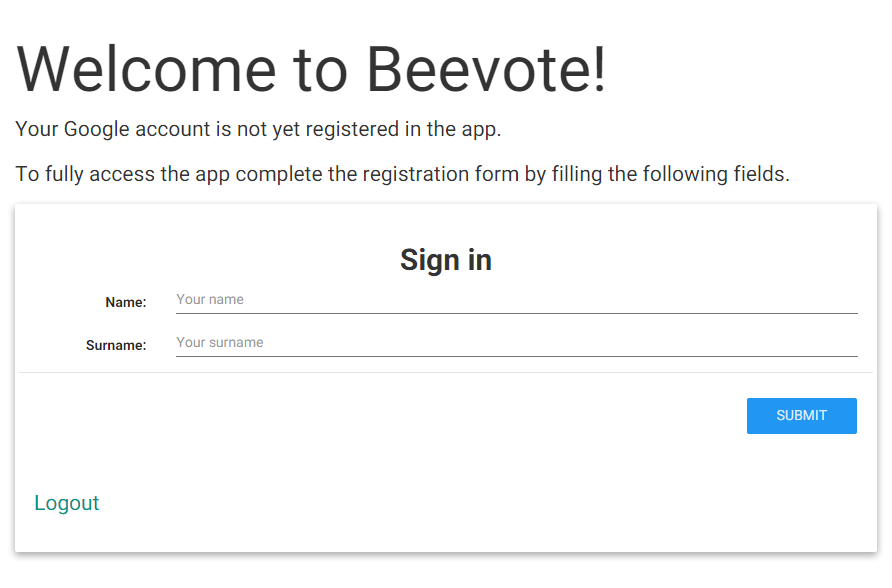 Welcome to Beevote!
Your Google account is not yet registered in the app.
To fully access the app complete the registration form by filling the following fields.
Sign in
Name: Your name
Surname: Your surname
SUBMIT
Logout